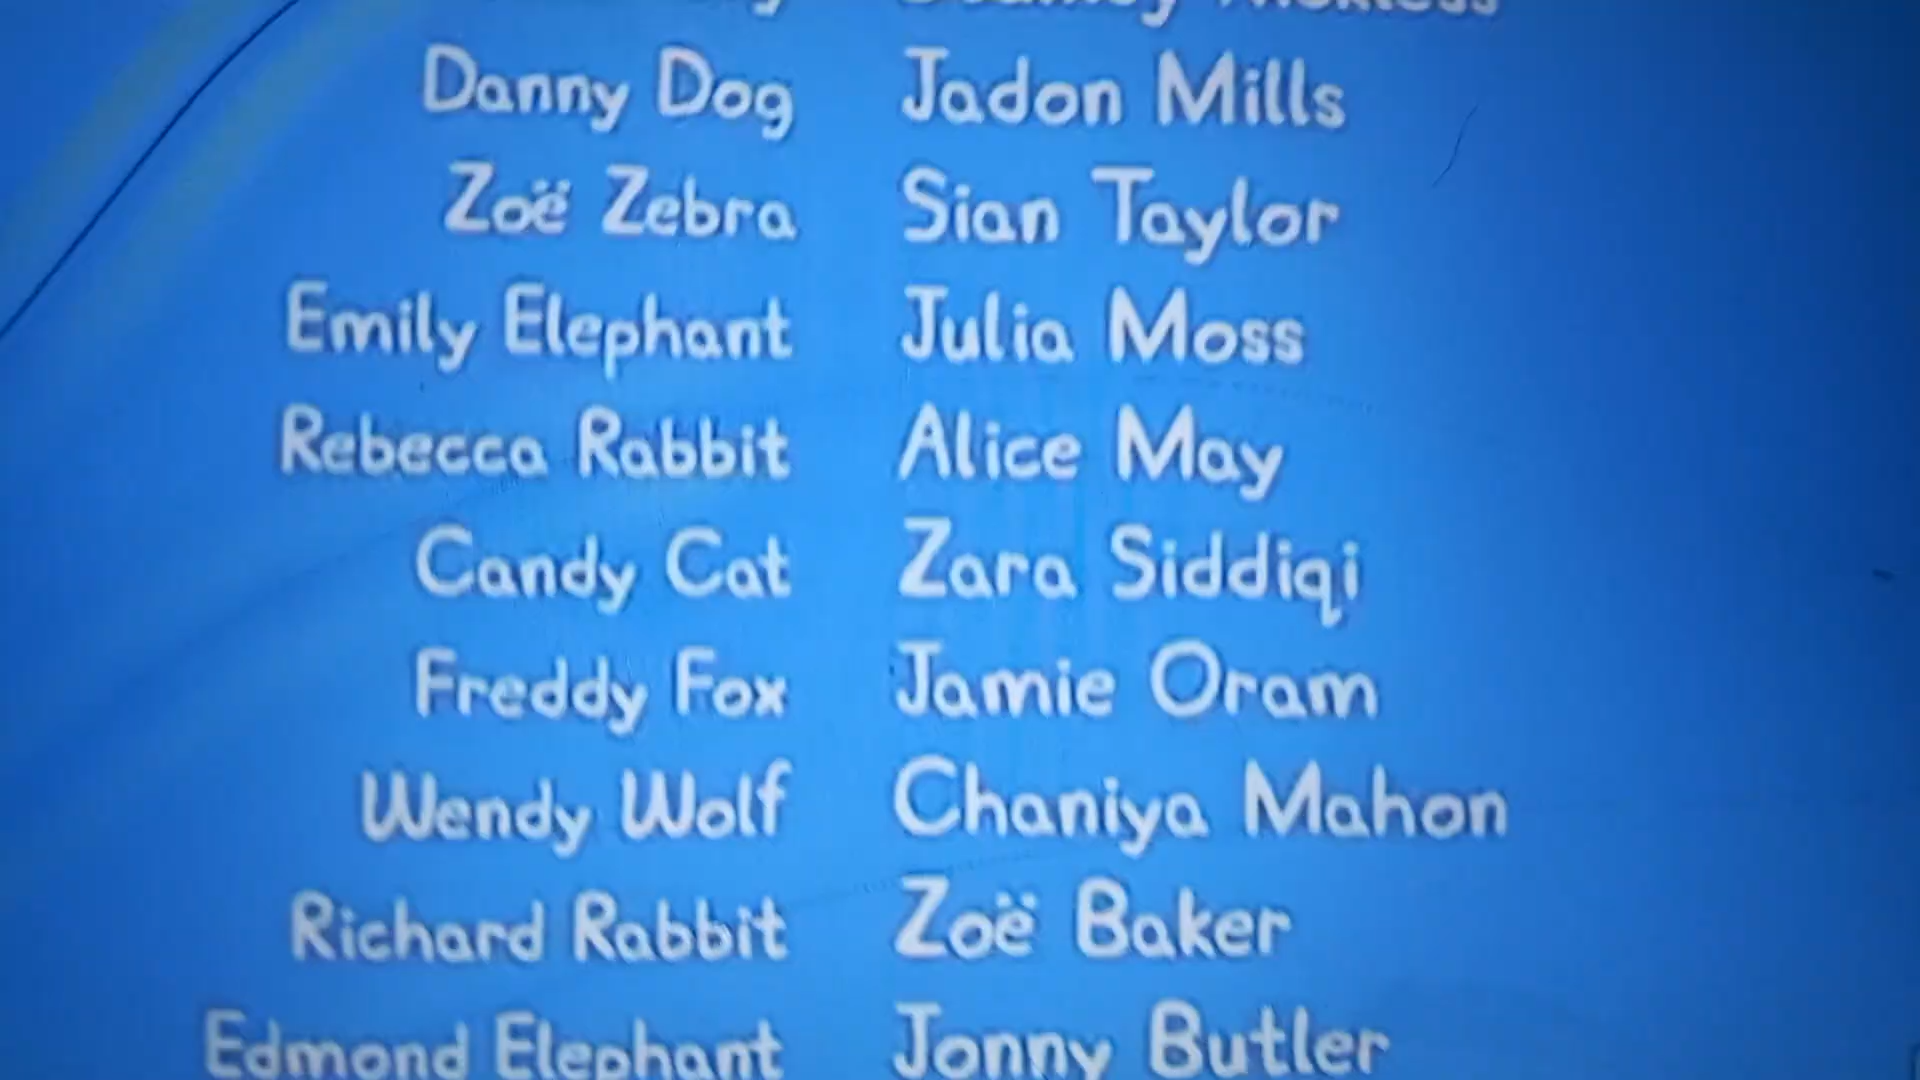 Danny Dog Jadon Mills
Zoë Zebra Sian Taylor
Emily Elephant Julia Moss
Rebecca Rabbit Alice May
Candy Cat Zara Siddiqi
Freddy Fox Jamie Oram
Wendy Wolf Chaniya Mahon
Richard Rabbit Zoë Baker
Edmond Elephant Jonny Butler